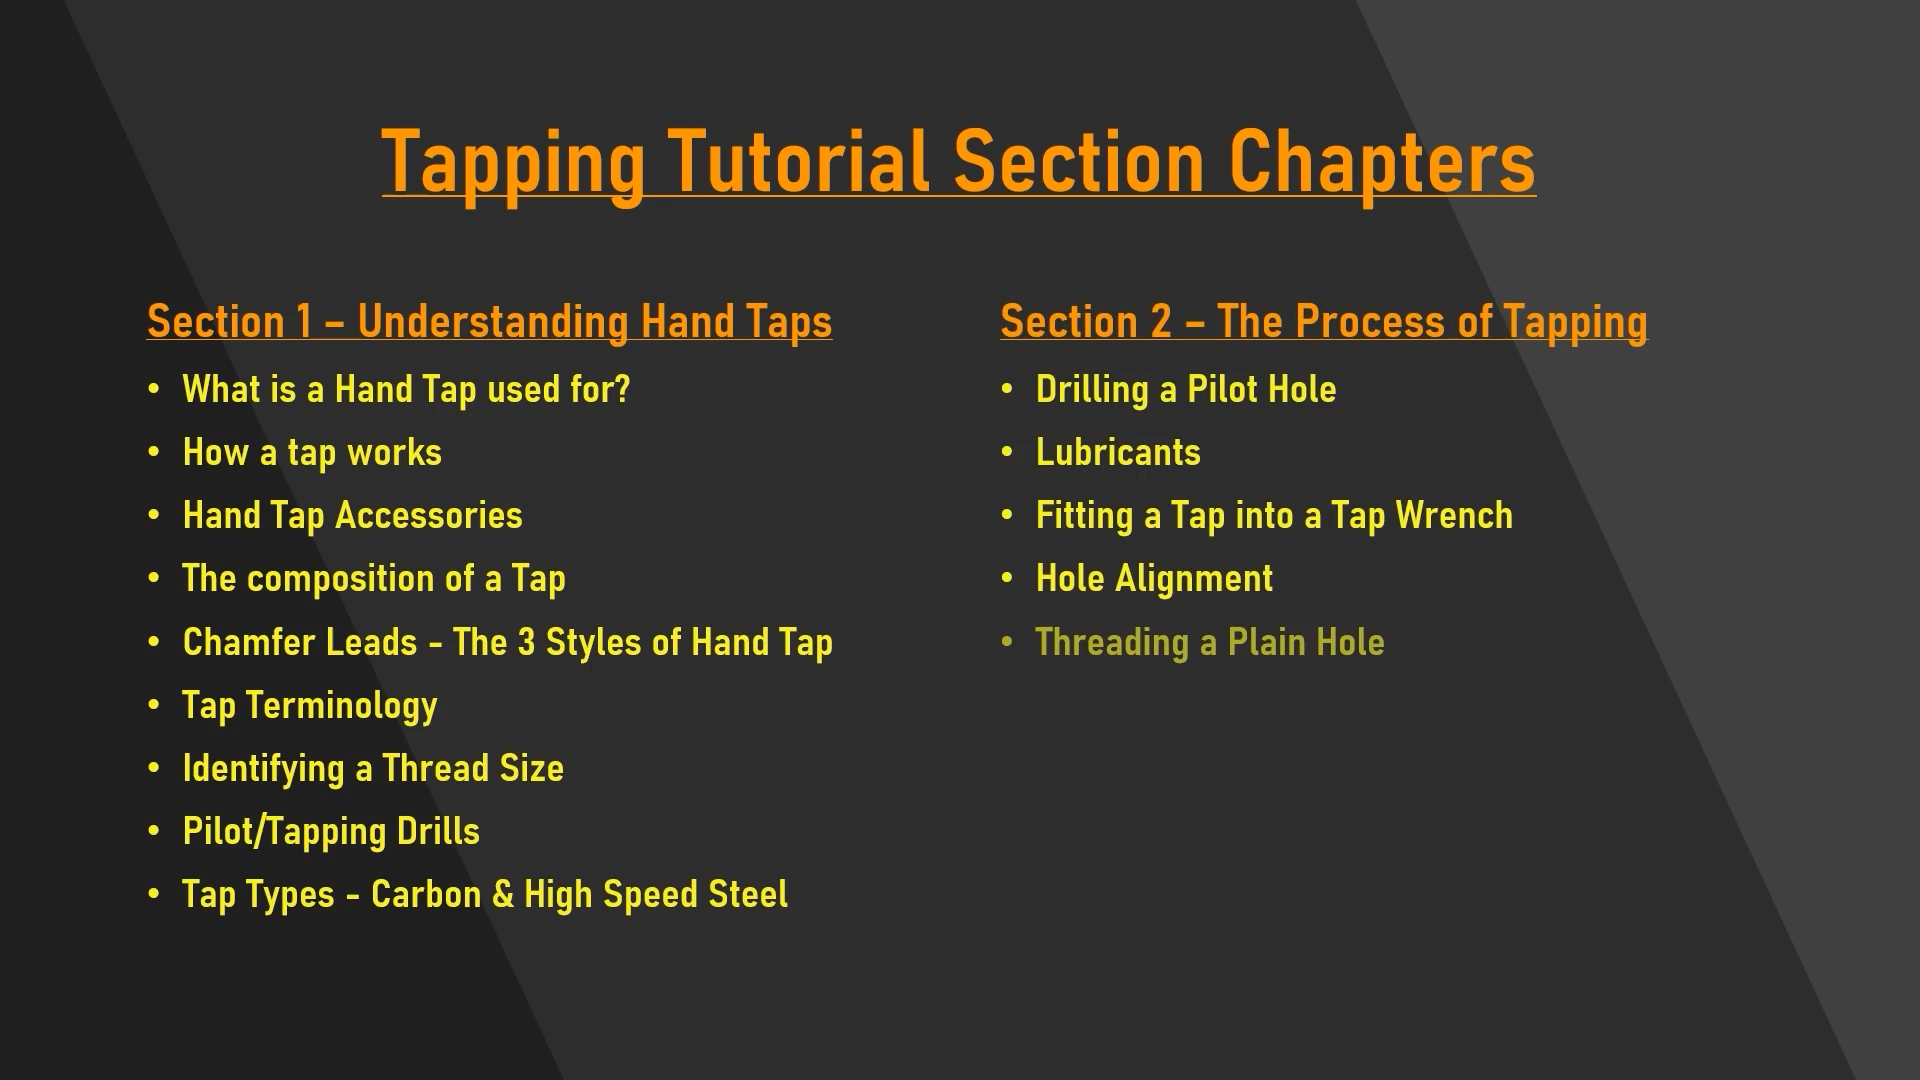 Tapping Tutorial Section Chapters
Section 1 – Understanding Hand Taps
• What is a Hand Tap used for?
• How a tap works
• Hand Tap Accessories
• The composition of a Tap
• Chamfer Leads - The 3 Styles of Hand Tap
• Tap Terminology
• Identifying a Thread Size
• Pilot/Tapping Drills
• Tap Types - Carbon & High Speed Steel
Section 2 – The Process of Tapping
• Drilling a Pilot Hole
• Lubricants
• Fitting a Tap into a Tap Wrench
• Hole Alignment
• Threading a Plain Hole